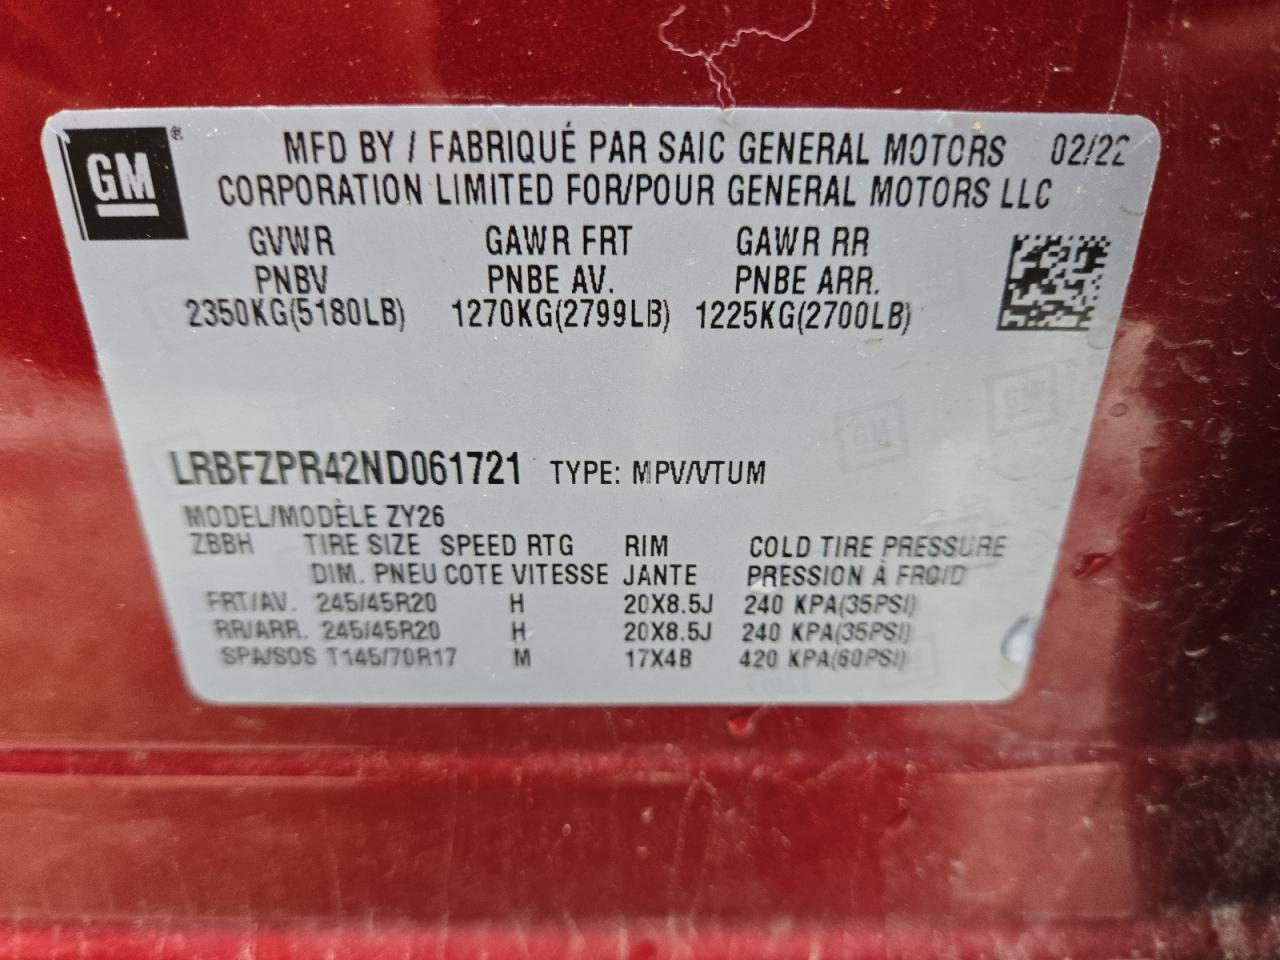 GM ® MFD BY / FABRIQUÉ PAR SAIC GENERAL MOTORS 02/22
CORPORATION LIMITED FOR/POUR GENERAL MOTORS LLC
GVWR GAWR FRT GAWR RR
PNBV PNBE AV. PNBE ARR.
2350KG(5180LB) 1270KG(2799LB) 1225KG(2700LB)
LRBFZPR42ND061721 TYPE: MPV/VTUM
MODEL/MODÈLE ZY26
ZBBH TIRE SIZE SPEED RTG RIM COLD TIRE PRESSURE
DIM. PNEU COTE VITESSE JANTE PRESSION À FROID
FRT/AV. 245/45R20 H 20X8.5J 240 KPA(35PSI)
RR/ARR. 245/45R20 H 20X8.5J 240 KPA(35PSI)
SPA/SOS T145/70R17 M 17X4B 420 KPA(60PSI)